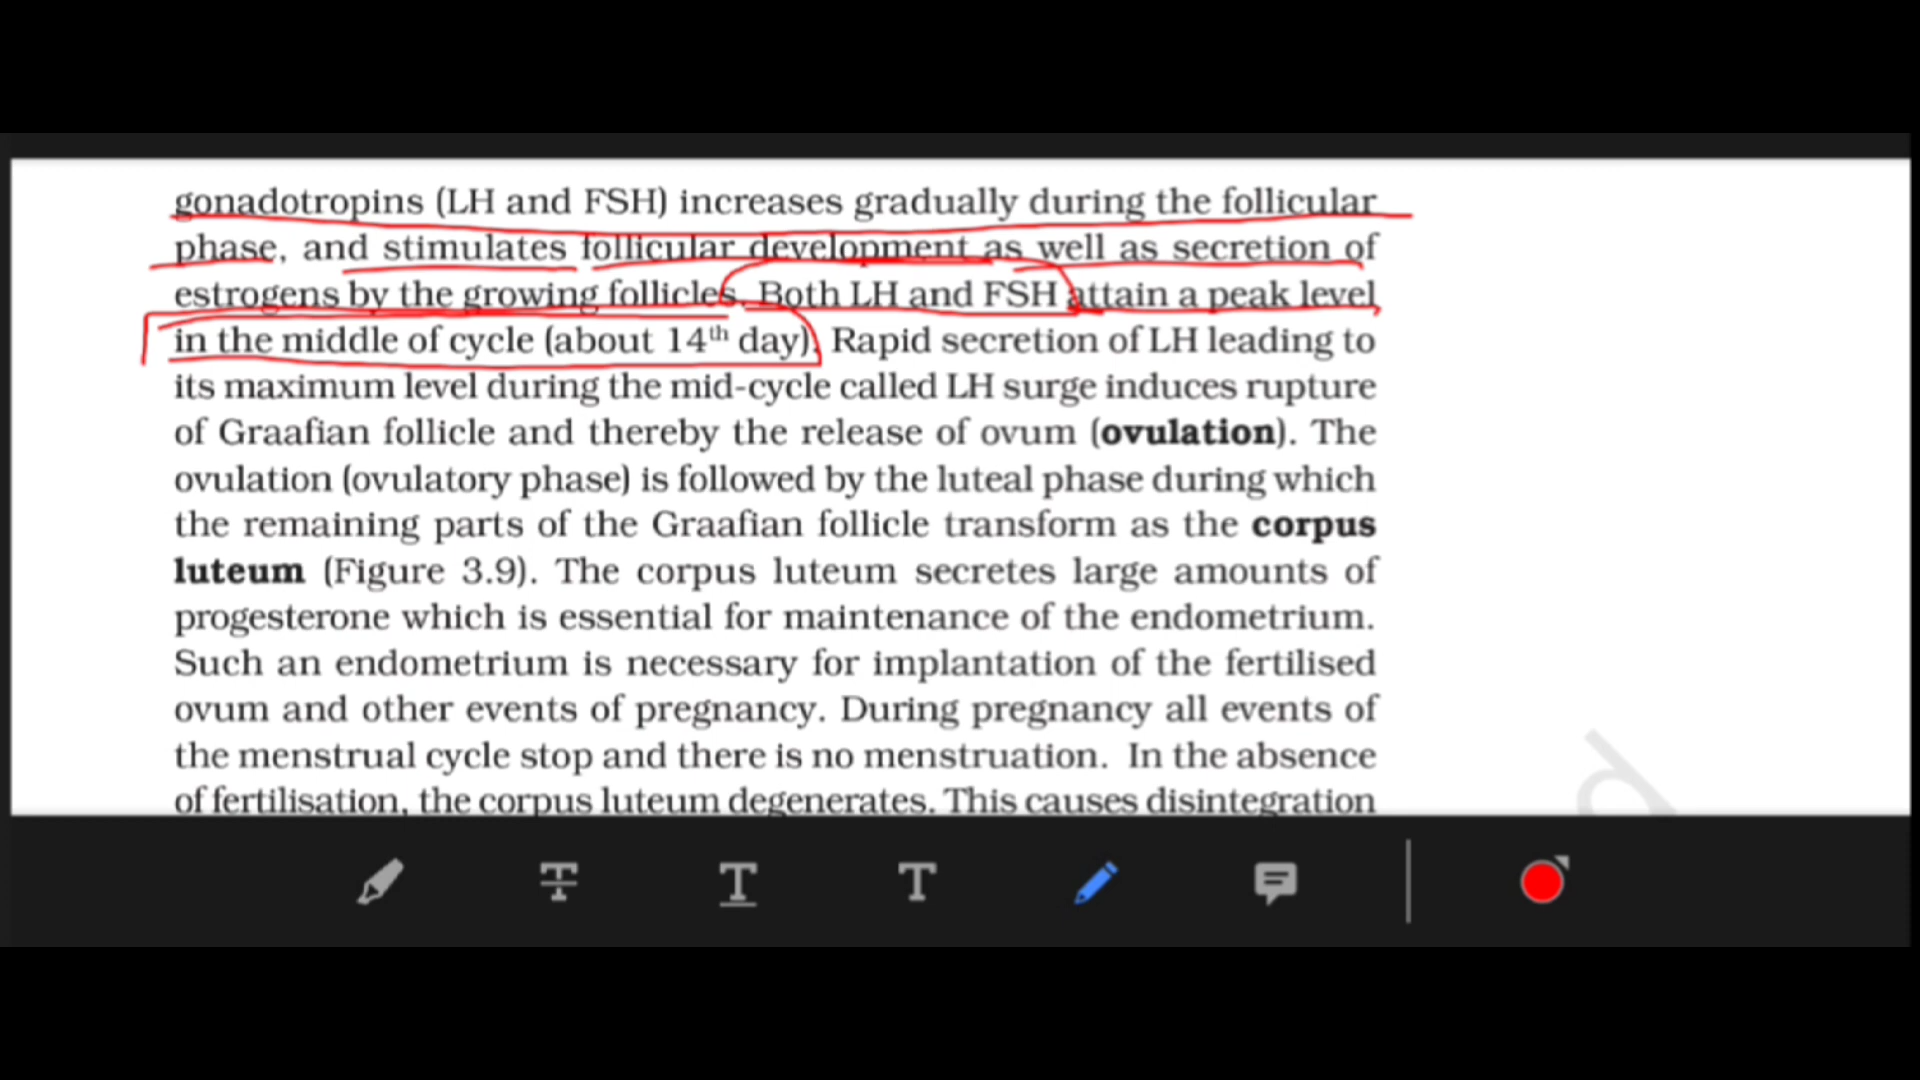 gonadotropins (LH and FSH) increases gradually during the follicular
phase, and stimulates follicular development as well as secretion of
estrogens by the growing follicles. Both LH and FSH attain a peak level
in the middle of cycle (about 14th day). Rapid secretion of LH leading to
its maximum level during the mid-cycle called LH surge induces rupture
of Graafian follicle and thereby the release of ovum (ovulation). The
ovulation (ovulatory phase) is followed by the luteal phase during which
the remaining parts of the Graafian follicle transform as the corpus
luteum (Figure 3.9). The corpus luteum secretes large amounts of
progesterone which is essential for maintenance of the endometrium.
Such an endometrium is necessary for implantation of the fertilised
ovum and other events of pregnancy. During pregnancy all events of
the menstrual cycle stop and there is no menstruation. In the absence
of fertilisation, the corpus luteum degenerates. This causes disintegration
d
T T T